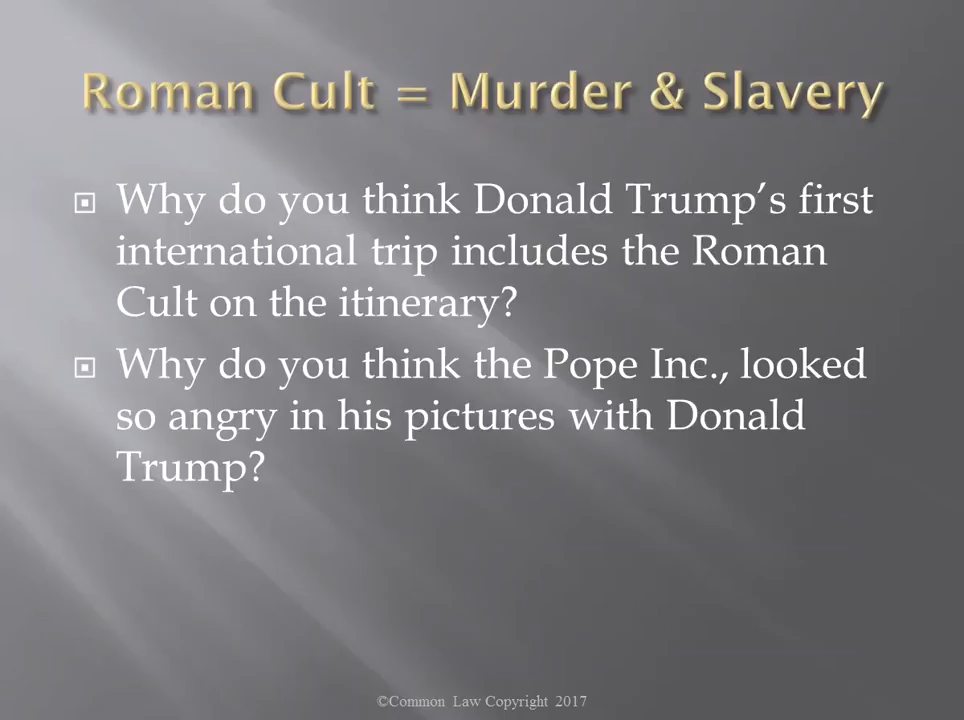 Roman Cult = Murder & Slavery
Why do you think Donald Trump’s first
international trip includes the Roman
Cult on the itinerary?
Why do you think the Pope Inc., looked
so angry in his pictures with Donald
Trump?
©Common Law Copyright 2017